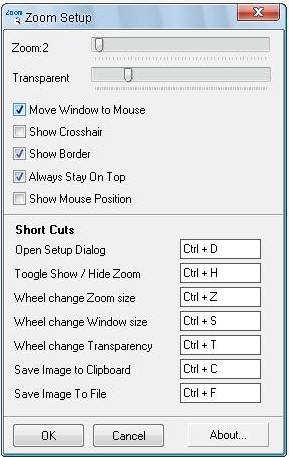 Zoom Zoom Setup
Zoom:2
Transparent
Move Window to Mouse
Show Crosshair
Show Border
Always Stay On Top
Show Mouse Position
Short Cuts
Open Setup Dialog Ctrl + D
Toogle Show / Hide Zoom Ctrl + H
Wheel change Zoom size Ctrl + Z
Wheel change Window size Ctrl + S
Wheel change Transparency Ctrl + T
Save Image to Clipboard Ctrl + C
Save Image To File Ctrl + F
OK Cancel About...